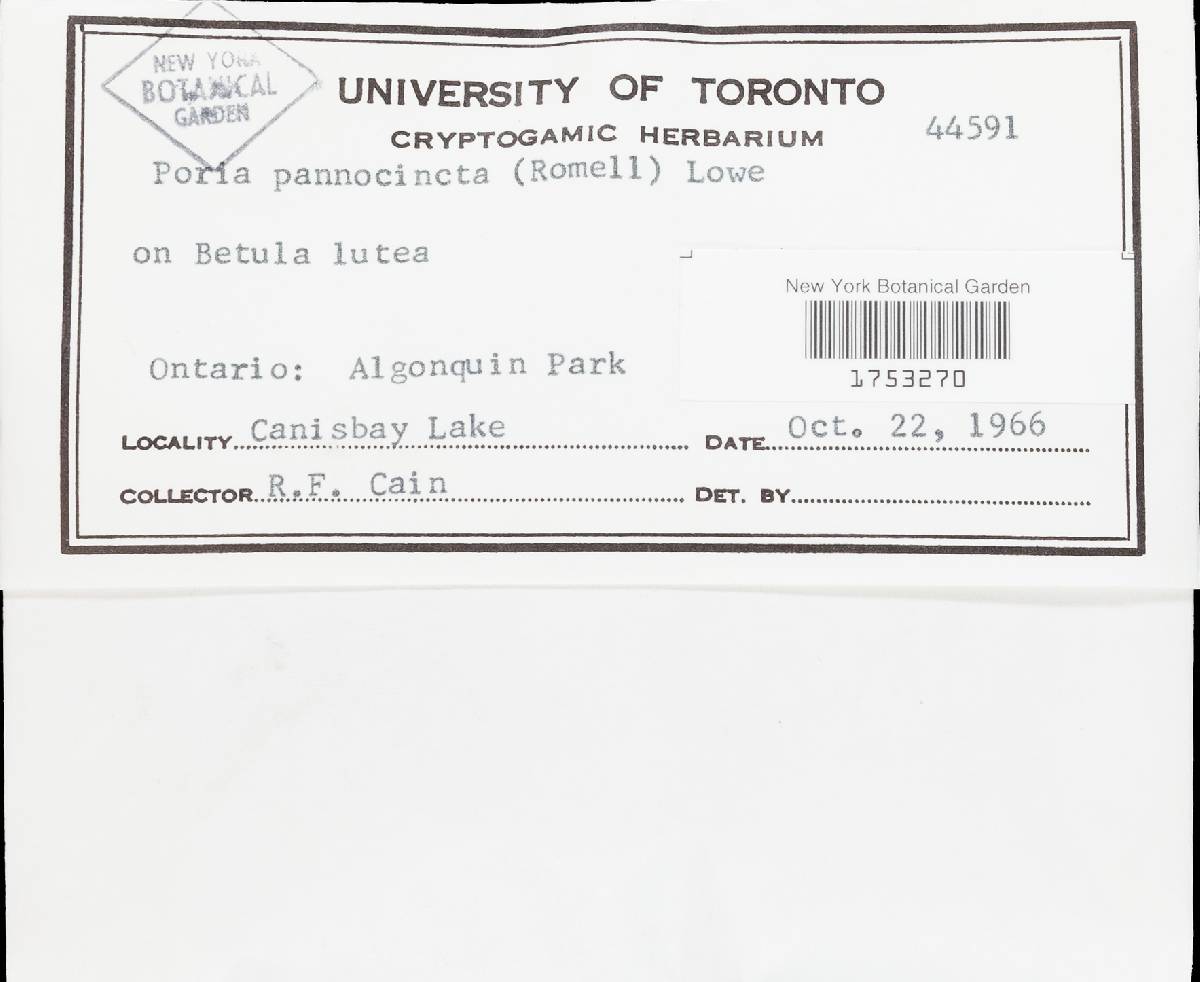 NEW YORK
BOTANICAL
GARDEN
UNIVERSITY OF TORONTO
CRYPTOGAMIC HERBARIUM
44591
Poria pannocincta (Romell) Lowe
on Betula lutea
New York Botanical Garden
1753270
Ontario: Algonquin Park
LOCALITY Canisbay Lake DATE Oct. 22, 1966
COLLECTOR R.F. Cain DET. BY